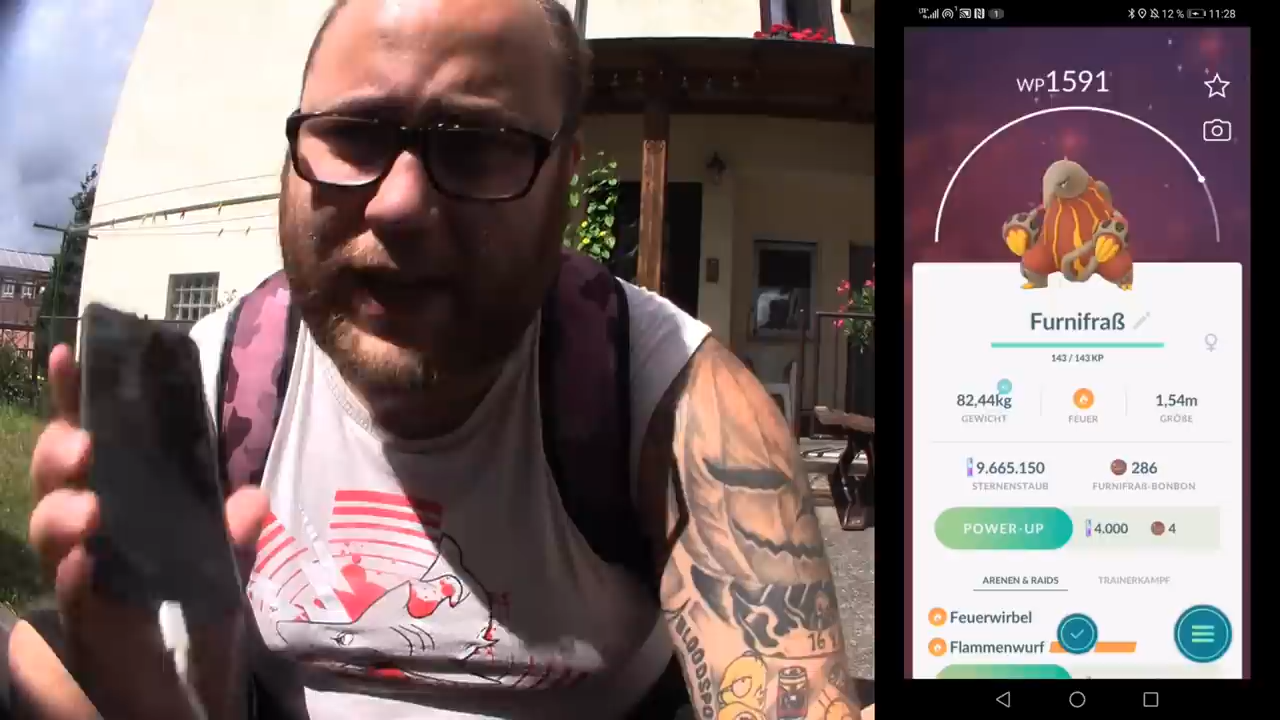 12 % 11:28
WP1591
Furnifraß
143 / 143 KP
82,44kg
GEWICHT
FEUER
1,54m
GRÖẞE
9.665.150
STERNENSTAUB
286
FURNIFRAẞ-BONBON
POWER-UP
4.000
4
ARENEN & RAIDS
TRAINERKAMPF
Feuerwirbel
Flammenwurf
16